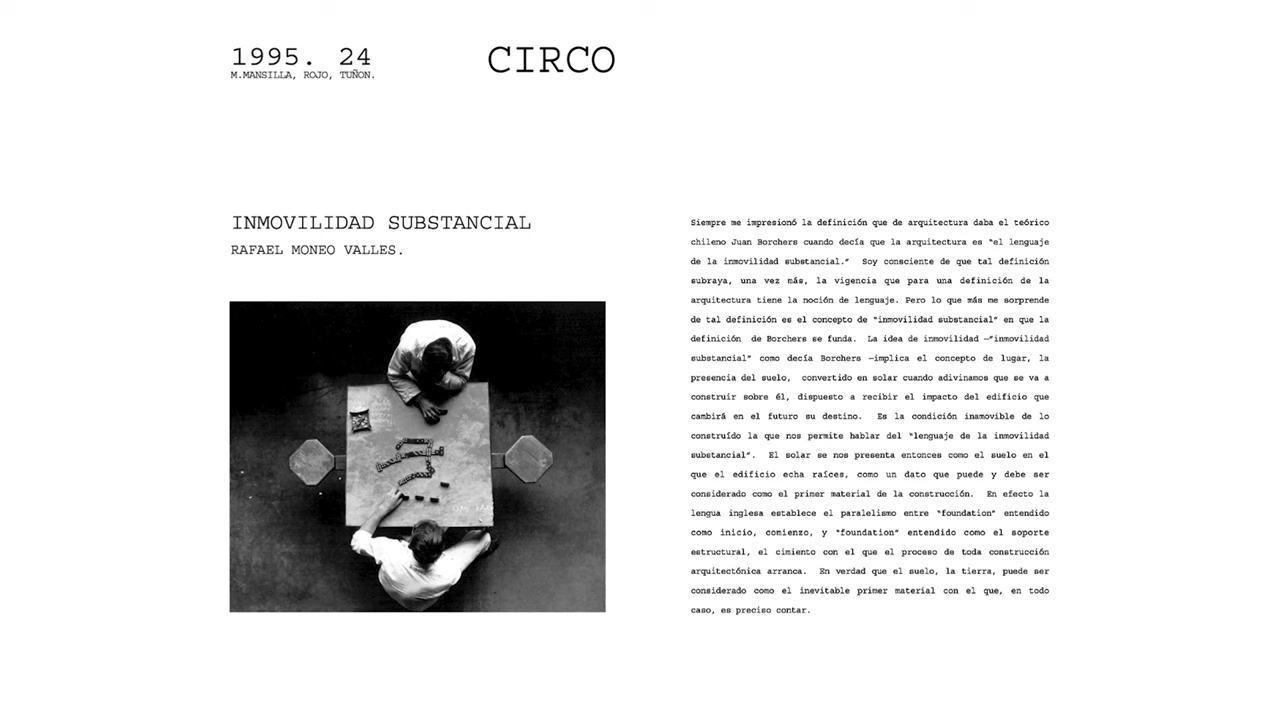 1995. 24
M.MANSILLA, ROJO, TUÑON.
CIRCO
INMOVILIDAD SUBSTANCIAL
RAFAEL MONEO VALLES.
Siempre me impresionó la definición que de arquitectura daba el teórico
chileno Juan Borchers cuando decía que la arquitectura es "el lenguaje
de la inmovilidad substancial." Soy consciente de que tal definición
subraya, una vez más, la vigencia que para una definición de la
arquitectura tiene la noción de lenguaje. Pero lo que más me sorprende
de tal definición es el concepto de "inmovilidad substancial" en que la
definición de Borchers se funda. La idea de inmovilidad –"inmovilidad
substancial" como decía Borchers –implica el concepto de lugar, la
presencia del suelo, convertido en solar cuando adivinamos que se va a
construir sobre él, dispuesto a recibir el impacto del edificio que
cambirá en el futuro su destino. Es la condición inamovible de lo
construído la que nos permite hablar del "lenguaje de la inmovilidad
substancial". El solar se nos presenta entonces como el suelo en el
que el edificio echa raíces, como un dato que puede y debe ser
considerado como el primer material de la construcción. En efecto la
lengua inglesa establece el paralelismo entre "foundation" entendido
como inicio, comienzo, y "foundation" entendido como el soporte
estructural, el cimiento con el que el proceso de toda construcción
arquitectónica arranca. En verdad que el suelo, la tierra, puede ser
considerado como el inevitable primer material con el que, en todo
caso, es preciso contar.